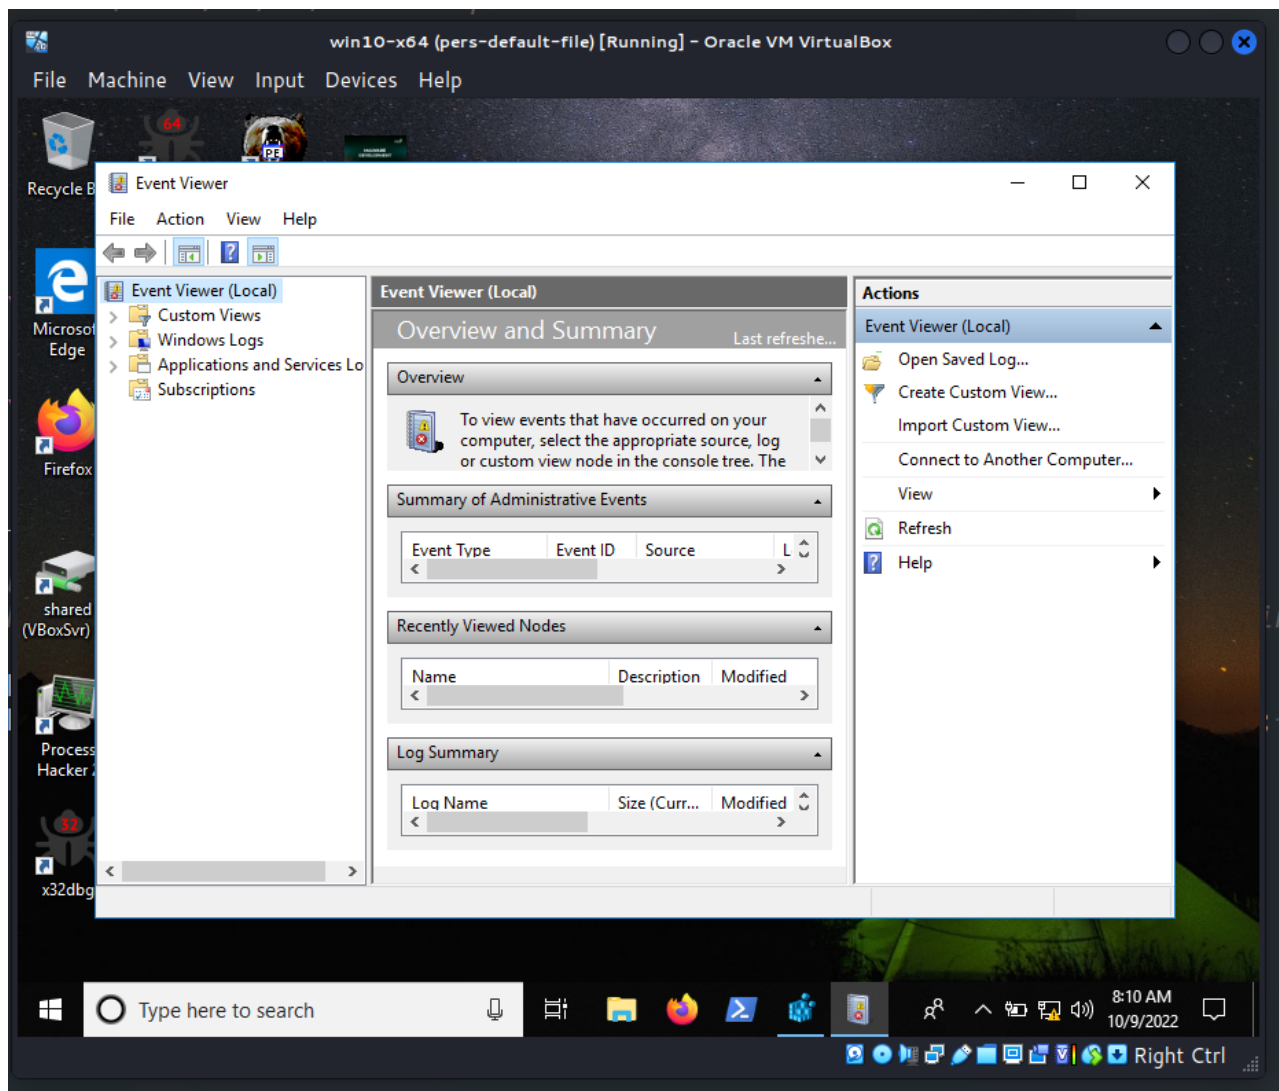 win10-x64 (pers-default-file) [Running] - Oracle VM VirtualBox
File Machine View Input Devices Help
64
PE
Recycle B
Event Viewer
File Action View Help
Event Viewer (Local)
Custom Views
Windows Logs
Applications and Services Lo
Subscriptions
Event Viewer (Local)
Overview and Summary
Last refreshe...
Overview
To view events that have occurred on your
computer, select the appropriate source, log
or custom view node in the console tree. The
Summary of Administrative Events
Event Type Event ID Source L
Recently Viewed Nodes
Name Description Modified
Log Summary
Log Name Size (Curr... Modified
Actions
Event Viewer (Local)
Open Saved Log...
Create Custom View...
Import Custom View...
Connect to Another Computer...
View
Refresh
Help
Microsof
Edge
Firefox
shared
(VBoxSvr)
Process
Hacker
32
x32dbg
Type here to search
8:10 AM
10/9/2022
Right Ctrl